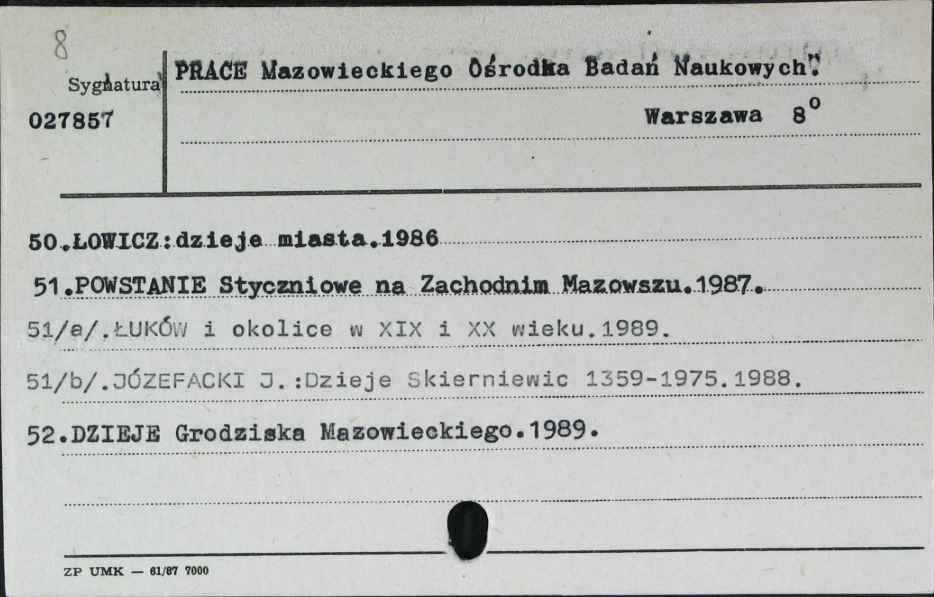 8
Sygnatura
PRACE Mazowieckiego Ośrodka Badań Naukowych".
027857
Warszawa 8º
50.ŁOWICZ:dzieje miasta.1986
51.POWSTANIE Styczniowe na Zachodnim Mazowszu.1987.
51/a/.ŁUKÓW i okolice w XIX i XX wieku.1989.
51/b/.JÓZEFACKI J.:Dzieje Skierniewic 1359-1975.1988.
52.DZIEJE Grodziska Mazowieckiego.1989.
ZP UMK — 61/87 7000